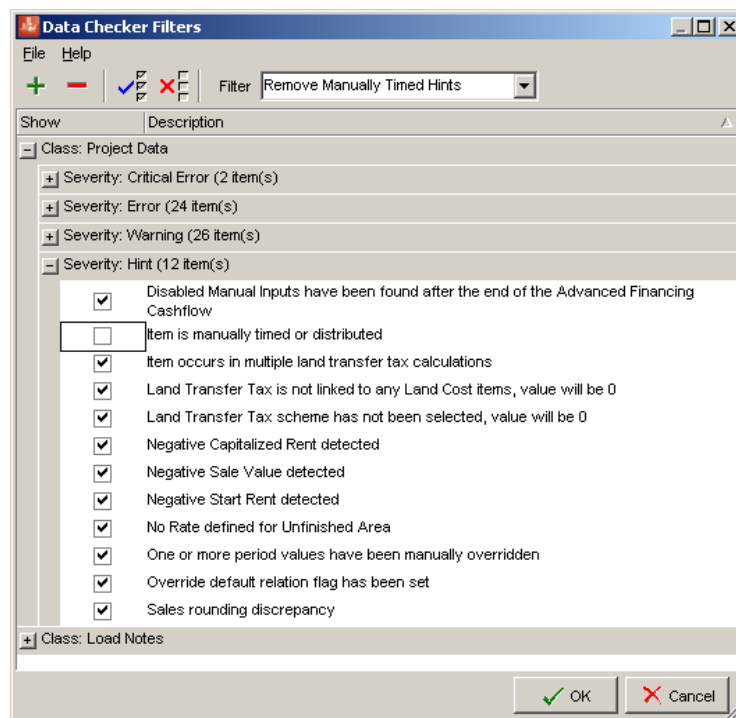 Data Checker Filters
File Help
Filter Remove Manually Timed Hints
Show Description
Class: Project Data
Severity: Critical Error (2 item(s)
Severity: Error (24 item(s)
Severity: Warning (26 item(s)
Severity: Hint (12 item(s)
Disabled Manual Inputs have been found after the end of the Advanced Financing
Cashflow
Item is manually timed or distributed
Item occurs in multiple land transfer tax calculations
Land Transfer Tax is not linked to any Land Cost items, value will be 0
Land Transfer Tax scheme has not been selected, value will be 0
Negative Capitalized Rent detected
Negative Sale Value detected
Negative Start Rent detected
No Rate defined for Unfinished Area
One or more period values have been manually overridden
Override default relation flag has been set
Sales rounding discrepancy
Class: Load Notes
OK Cancel